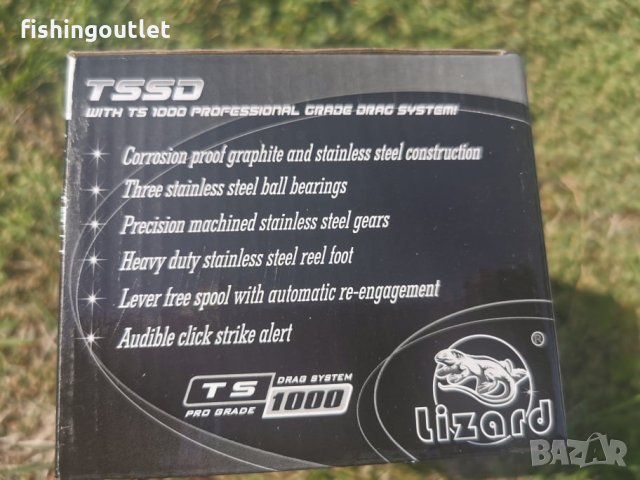 fishingoutlet
TSSD
WITH TS 1000 PROFESSIONAL GRADE DRAG SYSTEM!
Corrosion proof graphite and stainless steel construction
Three stainless steel ball bearings
Precision machined stainless steel gears
Heavy duty stainless steel reel foot
Lever free spool with automatic re-engagement
Audible click strike alert
TS
PRO GRADE
DRAG SYSTEM
1000
®
Lizard
BAZAR